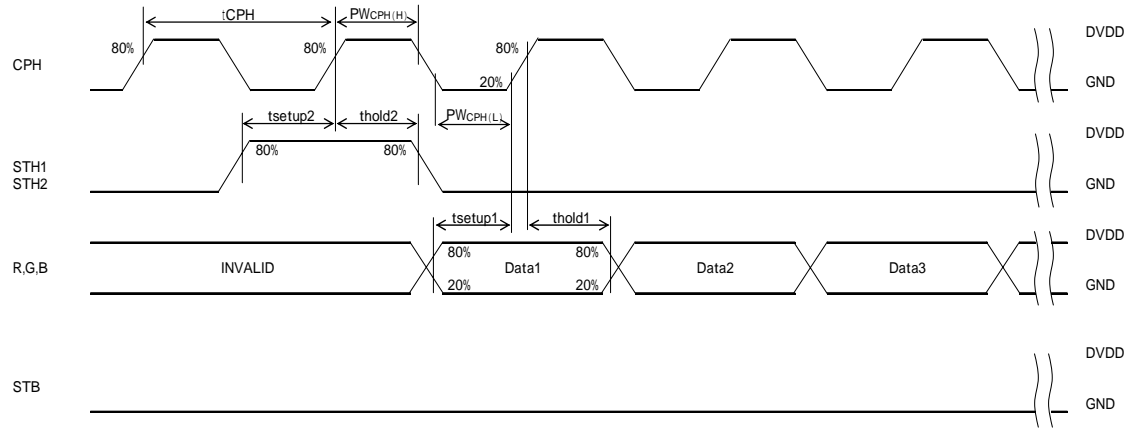 tCPH
PWCPH(H)
DVDD
80%
80%
80%
CPH
20%
GND
tsetup2
thold2
PWCPH(L)
DVDD
80%
80%
STH1
STH2
GND
tsetup1
thold1
DVDD
80%
80%
R,G,B
INVALID
Data1
Data2
Data3
20%
20%
GND
DVDD
STB
GND